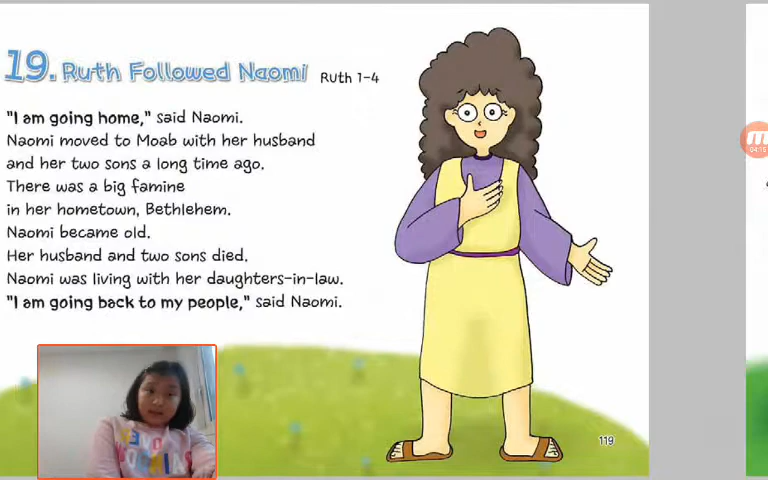 19. Ruth Followed Naomi Ruth 1-4
"I am going home," said Naomi.
Naomi moved to Moab with her husband
and her two sons a long time ago.
There was a big famine
in her hometown, Bethlehem.
Naomi became old.
Her husband and two sons died.
Naomi was living with her daughters-in-law.
"I am going back to my people," said Naomi.
119